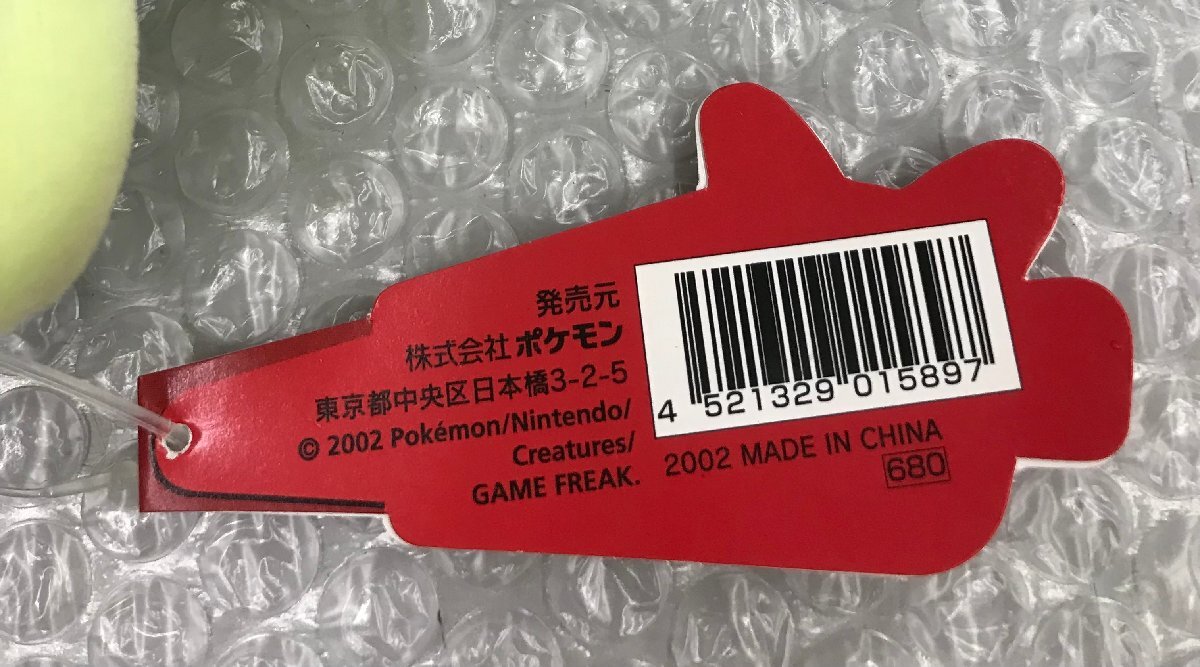 発売元
株式会社 ポケモン
東京都中央区日本橋3-2-5
© 2002 Pokémon/Nintendo/
Creatures/
GAME FREAK.
4 521329 015897
2002 MADE IN CHINA
680